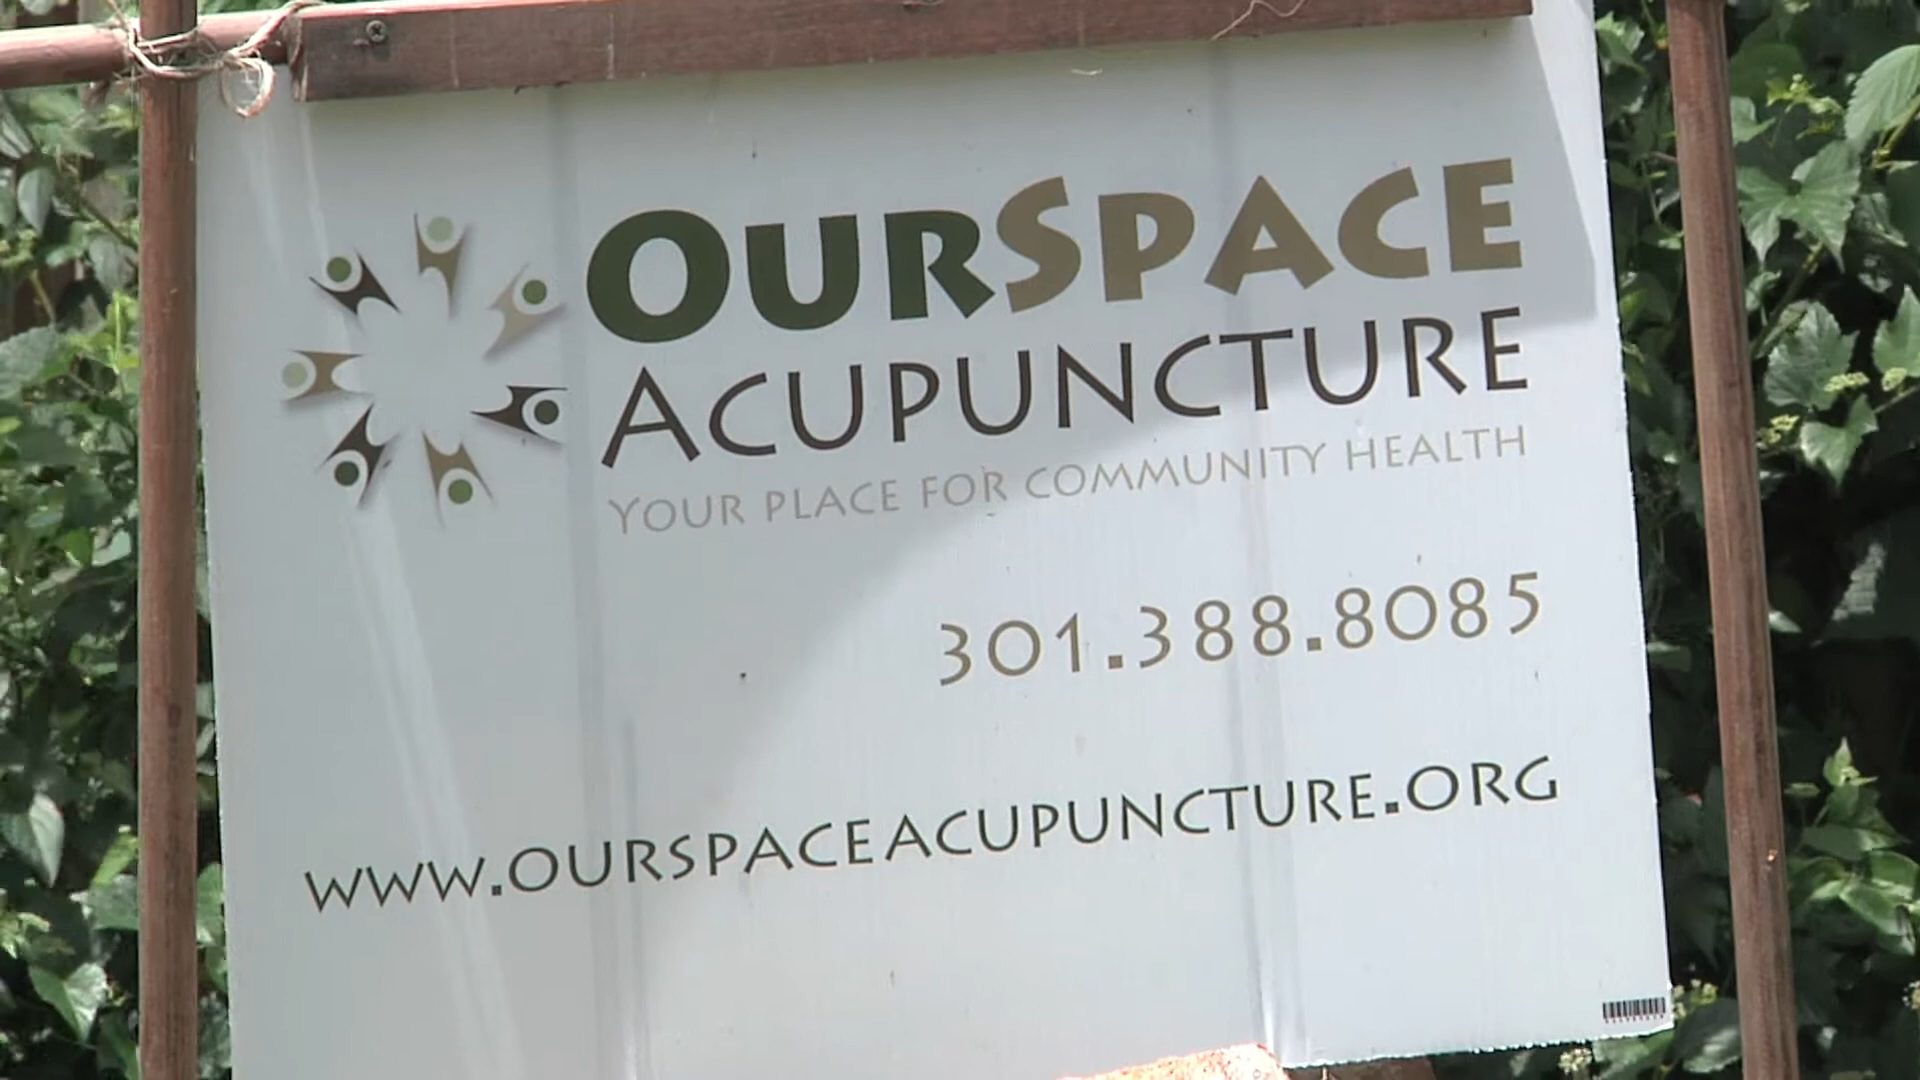 OURSPACE
ACUPUNCTURE
YOUR PLACE FOR COMMUNITY HEALTH
301.388.8085
WWW.OURSPACEACUPUNCTURE.ORG